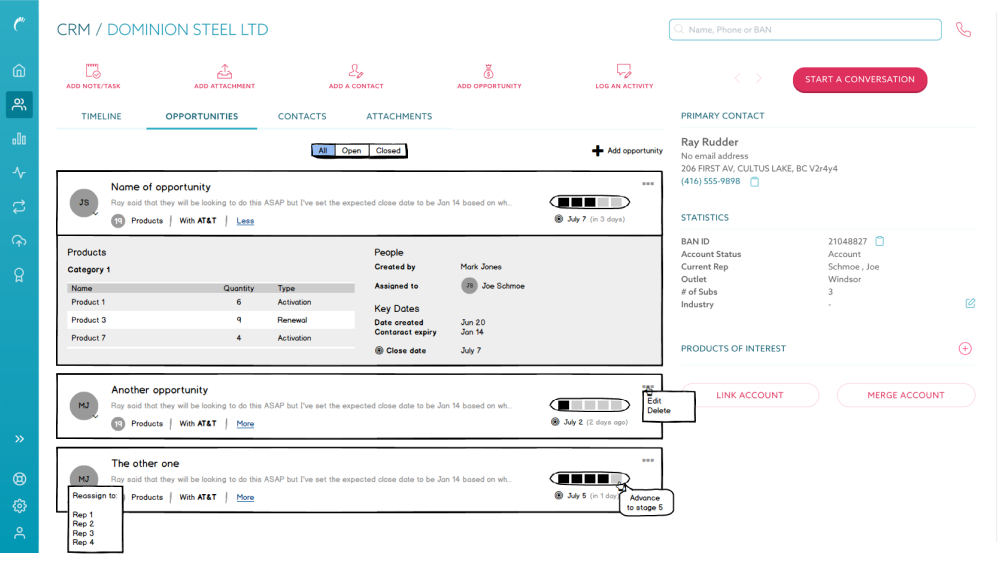 CRM / DOMINION STEEL LTD
Name, Phone or BAN
ADD NOTE/TASK
ADD ATTACHMENT
ADD A CONTACT
ADD OPPORTUNITY
LOG AN ACTIVITY
START A CONVERSATION
TIMELINE
OPPORTUNITIES
CONTACTS
ATTACHMENTS
All Open Closed
Add opportunity
JS
Name of opportunity
Ray said that they will be looking to do this ASAP but I've set the expected close date to be Jan 14 based on wh...
19 Products | With AT&T | Less
July 7 (in 3 days)
Products
Category 1
Name Quantity Type
Product 1 6 Activation
Product 3 9 Renewal
Product 7 4 Activation
People
Created by Mark Jones
Assigned to JS Joe Schmoe
Key Dates
Date created Jun 20
Contaract expiry Jan 14
Close date July 7
MJ
Another opportunity
Ray said that they will be looking to do this ASAP but I've set the expected close date to be Jan 14 based on wh...
19 Products | With AT&T | More
July 2 (2 days ago)
Edit
Delete
MJ
The other one
Ray said that they will be looking to do this ASAP but I've set the expected close date to be Jan 14 based on wh...
Products | With AT&T | More
July 5 (in 1 day
Advance
to stage 5
Reassign to:
Rep 1
Rep 2
Rep 3
Rep 4
PRIMARY CONTACT
Ray Rudder
No email address
206 FIRST AV, CULTUS LAKE, BC V2r4y4
(416) 555-9898
STATISTICS
BAN ID 21048827
Account Status Account
Current Rep Schmoe , Joe
Outlet Windsor
# of Subs 3
Industry -
PRODUCTS OF INTEREST
LINK ACCOUNT
MERGE ACCOUNT